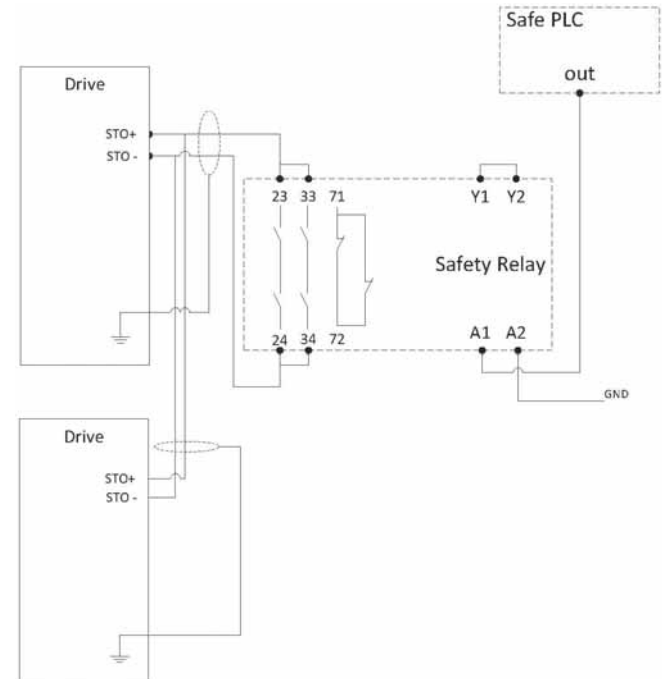 Safe PLC
out
Drive
STO+
STO -
23 33 71
Y1 Y2
Safety Relay
24 34 72
A1 A2
GND
Drive
STO+
STO -